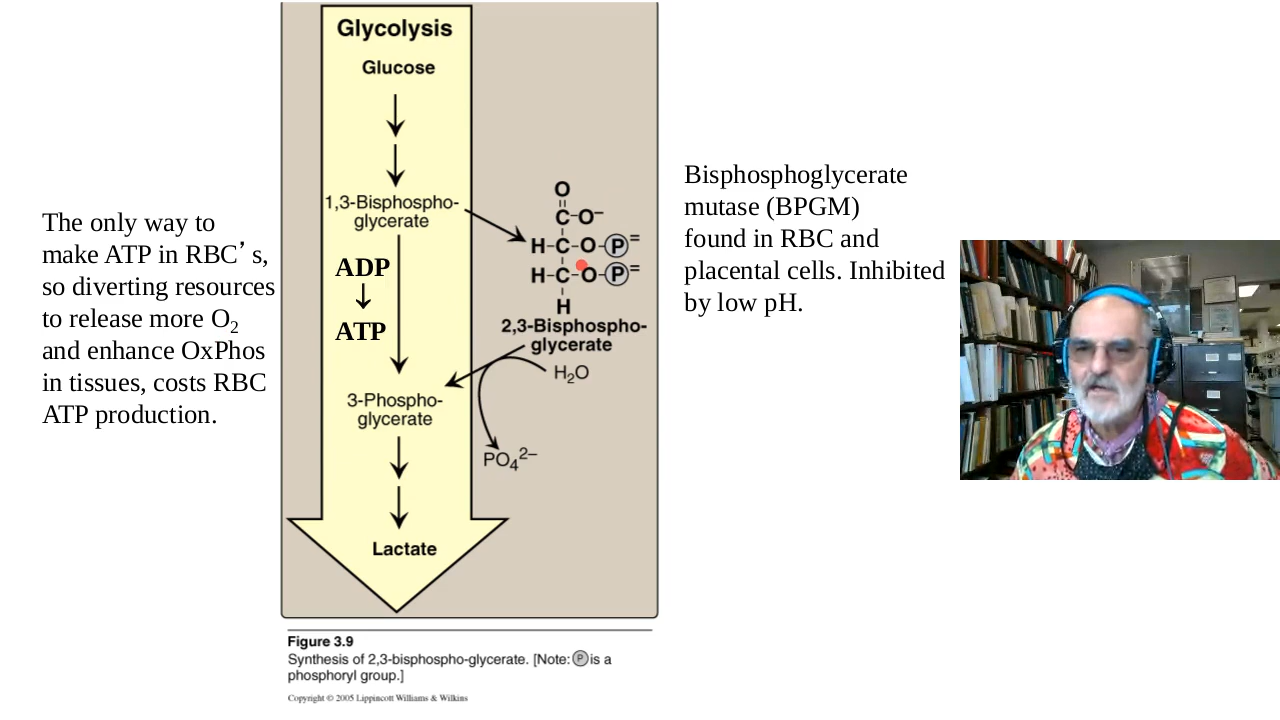 The only way to
make ATP in RBC’s,
so diverting resources
to release more O₂
and enhance OxPhos
in tissues, costs RBC
ATP production.
Glycolysis
Glucose
1,3-Bisphospho-
glycerate
ADP
ATP
3-Phospho-
glycerate
Lactate
O
C-O–
H-C-O-P=
H-C-O-P=
H
2,3-Bisphospho-
glycerate
H₂O
PO₄²⁻
Figure 3.9
Synthesis of 2,3-bisphospho-glycerate. [Note: P is a
phosphoryl group.]
Copyright © 2005 Lippincott Williams & Wilkins
Bisphosphoglycerate
mutase (BPGM)
found in RBC and
placental cells. Inhibited
by low pH.